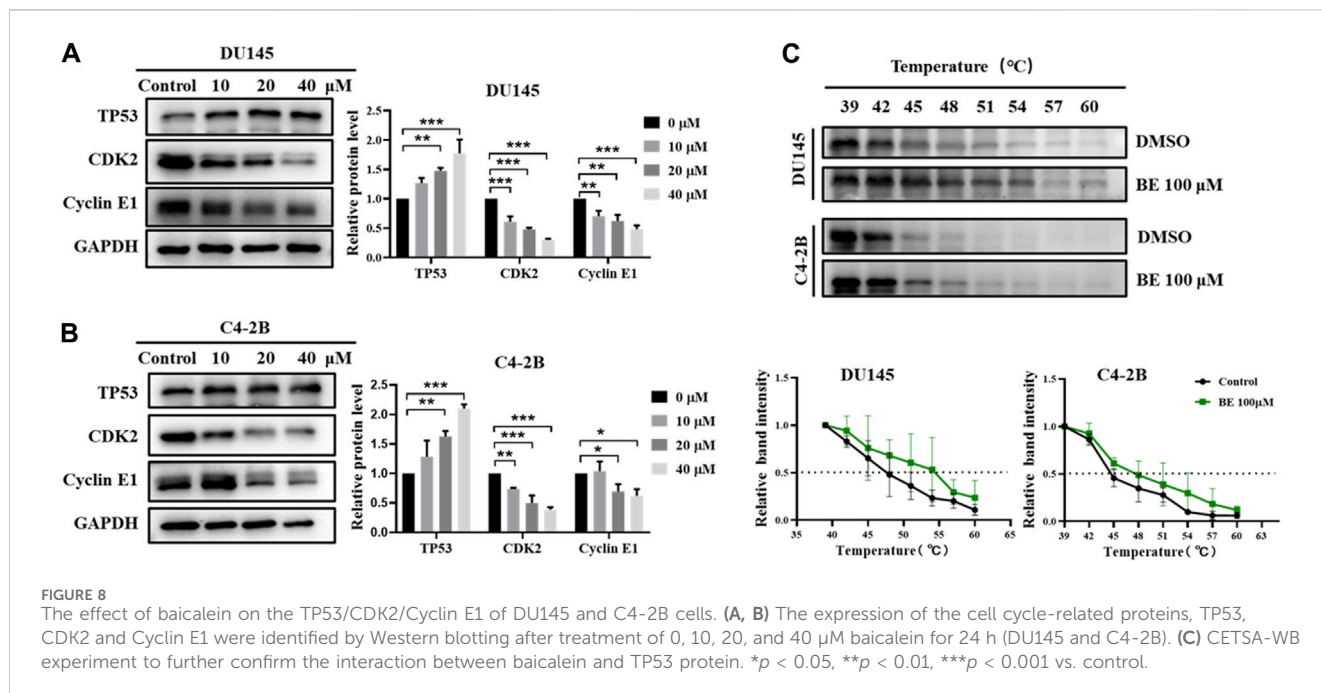 A
DU145
Control 10 20 40 μM
TP53
CDK2
Cyclin E1
GAPDH
DU145
Relative protein level
2.5
2.0
1.5
1.0
0.5
0.0
***
**
***
***
***
***
**
**
TP53 CDK2 Cyclin E1
0 μM
10 μM
20 μM
40 μM
B
C4-2B
Control 10 20 40 μM
TP53
CDK2
Cyclin E1
GAPDH
C4-2B
Relative protein level
2.5
2.0
1.5
1.0
0.5
0.0
***
**
***
***
**
*
*
TP53 CDK2 Cyclin E1
0 μM
10 μM
20 μM
40 μM
C
Temperature (°C)
39 42 45 48 51 54 57 60
DU145
DMSO
BE 100 μM
C4-2B
DMSO
BE 100 μM
DU145
Relative band intensity
1.5
1.0
0.5
0.0
35 40 45 50 55 60 65
Temperature(°C)
C4-2B
Control
BE 100μM
Relative band intensity
1.5
1.0
0.5
0.0
39 42 45 48 51 54 57 60 63
Temperature(°C)
FIGURE 8
The effect of baicalein on the TP53/CDK2/Cyclin E1 of DU145 and C4-2B cells. (A, B) The expression of the cell cycle-related proteins, TP53,
CDK2 and Cyclin E1 were identified by Western blotting after treatment of 0, 10, 20, and 40 μM baicalein for 24 h (DU145 and C4-2B). (C) CETSA-WB
experiment to further confirm the interaction between baicalein and TP53 protein. *p < 0.05, **p < 0.01, ***p < 0.001 vs. control.